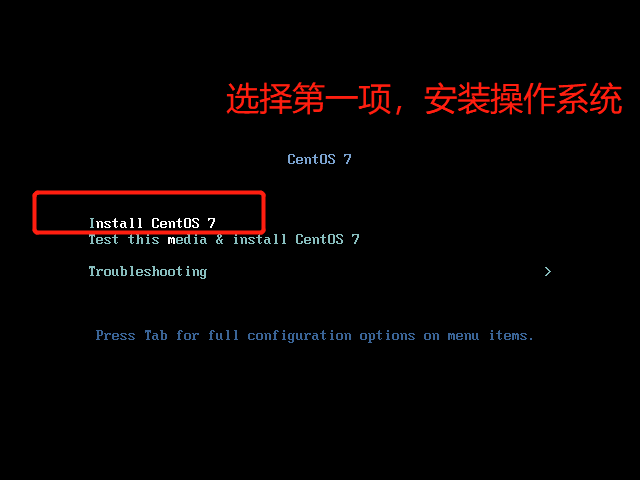 选择第一项，安装操作系统
CentOS 7
Install CentOS 7
Test this media & install CentOS 7
Troubleshooting >
Press Tab for full configuration options on menu items.